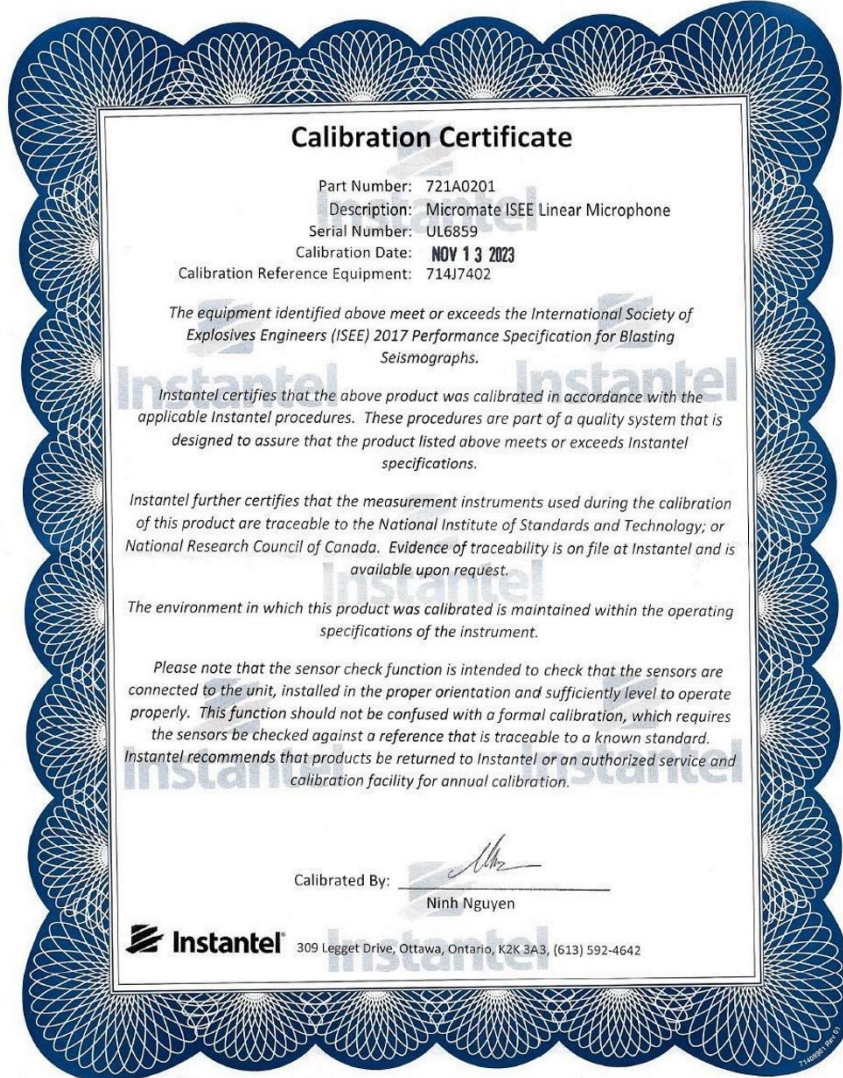 Calibration Certificate
Part Number: 721A0201
Description: Micromate ISEE Linear Microphone
Serial Number: UL6859
Calibration Date: NOV 13 2023
Calibration Reference Equipment: 714J7402
The equipment identified above meet or exceeds the International Society of
Explosives Engineers (ISEE) 2017 Performance Specification for Blasting
Seismographs.
Instantel certifies that the above product was calibrated in accordance with the
applicable Instantel procedures. These procedures are part of a quality system that is
designed to assure that the product listed above meets or exceeds Instantel
specifications.
Instantel further certifies that the measurement instruments used during the calibration
of this product are traceable to the National Institute of Standards and Technology; or
National Research Council of Canada. Evidence of traceability is on file at Instantel and is
available upon request.
The environment in which this product was calibrated is maintained within the operating
specifications of the instrument.
Please note that the sensor check function is intended to check that the sensors are
connected to the unit, installed in the proper orientation and sufficiently level to operate
properly. This function should not be confused with a formal calibration, which requires
the sensors be checked against a reference that is traceable to a known standard.
Instantel recommends that products be returned to Instantel or an authorized service and
calibration facility for annual calibration.
Calibrated By:
Ninh Nguyen
Instantel 309 Legget Drive, Ottawa, Ontario, K2K 3A3, (613) 592-4642